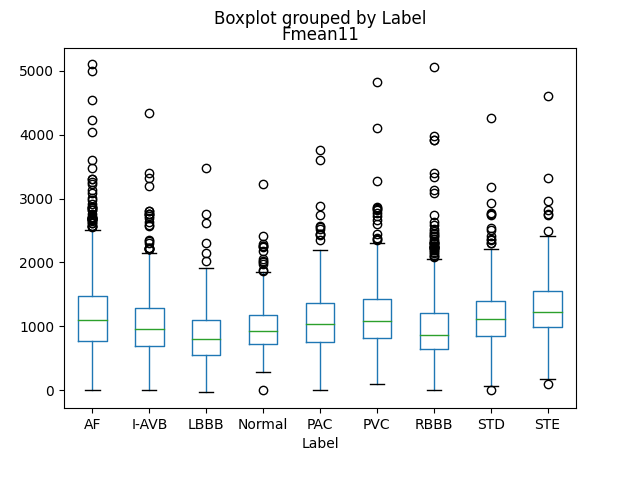 Boxplot grouped by Label
Fmean11
5000
4000
3000
2000
1000
0
AF I-AVB LBBB Normal PAC PVC RBBB STD STE
Label